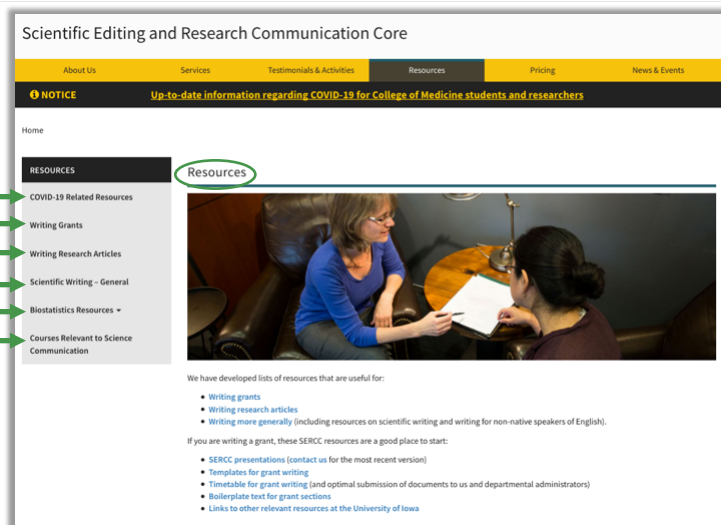 Scientific Editing and Research Communication Core
About Us Services Testimonials & Activities Resources Pricing News & Events
NOTICE Up-to-date information regarding COVID-19 for College of Medicine students and researchers
Home
RESOURCES
COVID-19 Related Resources
Writing Grants
Writing Research Articles
Scientific Writing – General
Biostatistics Resources
Courses Relevant to Science
Communication
Resources
We have developed lists of resources that are useful for:
• Writing grants
• Writing research articles
• Writing more generally (including resources on scientific writing and writing for non-native speakers of English).
If you are writing a grant, these SERCC resources are a good place to start:
• SERCC presentations (contact us for the most recent version)
• Templates for grant writing
• Timetable for grant writing (and optimal submission of documents to us and departmental administrators)
• Boilerplate text for grant sections
• Links to other relevant resources at the University of Iowa